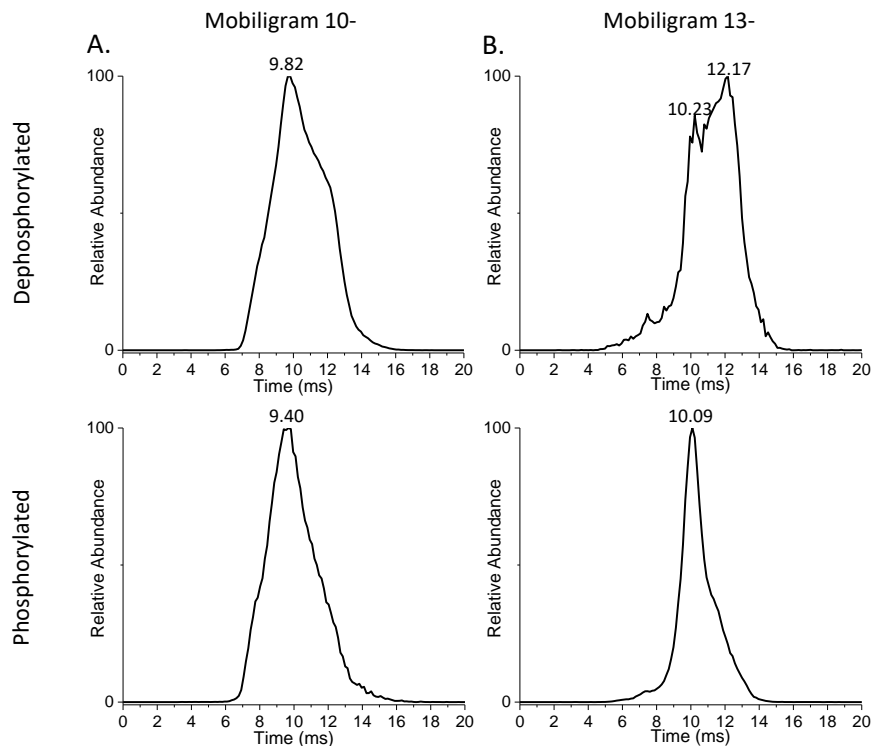 Mobiligram 10-
Mobiligram 13-
A.
B.
Dephosphorylated
Relative Abundance
100
0
9.82
0 2 4 6 8 10 12 14 16 18 20
Time (ms)
Relative Abundance
100
0
10.23
12.17
0 2 4 6 8 10 12 14 16 18 20
Time (ms)
Phosphorylated
Relative Abundance
100
0
9.40
0 2 4 6 8 10 12 14 16 18 20
Time (ms)
Relative Abundance
100
0
10.09
0 2 4 6 8 10 12 14 16 18 20
Time (ms)